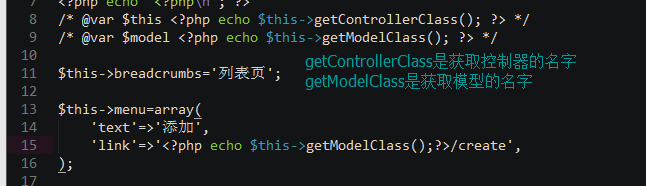 7 <?php echo "<?php\n"; ?>
8 /* @var $this <?php echo $this->getControllerClass(); ?> */
9 /* @var $model <?php echo $this->getModelClass(); ?> */
10
11 $this->breadcrumbs='列表页';
getControllerClass是获取控制器的名字
getModelClass是获取模型的名字
12
13 $this->menu=array(
14 'text'=>'添加',
15 'link'=>'<?php echo $this->getModelClass();?>/create',
16 );
17